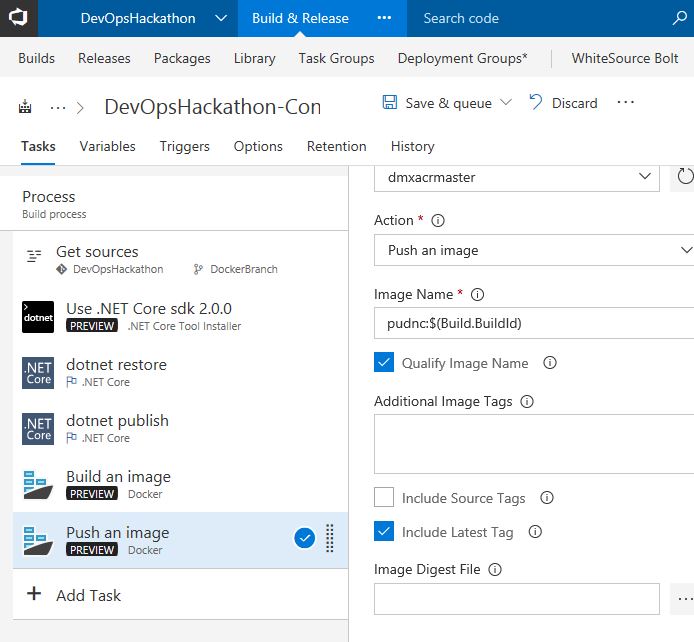 DevOpsHackathon
Build & Release
···
Search code
Builds
Releases
Packages
Library
Task Groups
Deployment Groups*
WhiteSource Bolt
··· > DevOpsHackathon-Con
Save & queue
Discard
···
Tasks
Variables
Triggers
Options
Retention
History
Process
Build process
Get sources
DevOpsHackathon
DockerBranch
dotnet
Use .NET Core sdk 2.0.0
PREVIEW .NET Core Tool Installer
.NET
Core
dotnet restore
.NET Core
.NET
Core
dotnet publish
.NET Core
Build an image
PREVIEW Docker
Push an image
PREVIEW Docker
+ Add Task
dmxacrmaster
Action *
Push an image
Image Name *
pudnc:$(Build.BuildId)
Qualify Image Name
Additional Image Tags
Include Source Tags
Include Latest Tag
Image Digest File
···